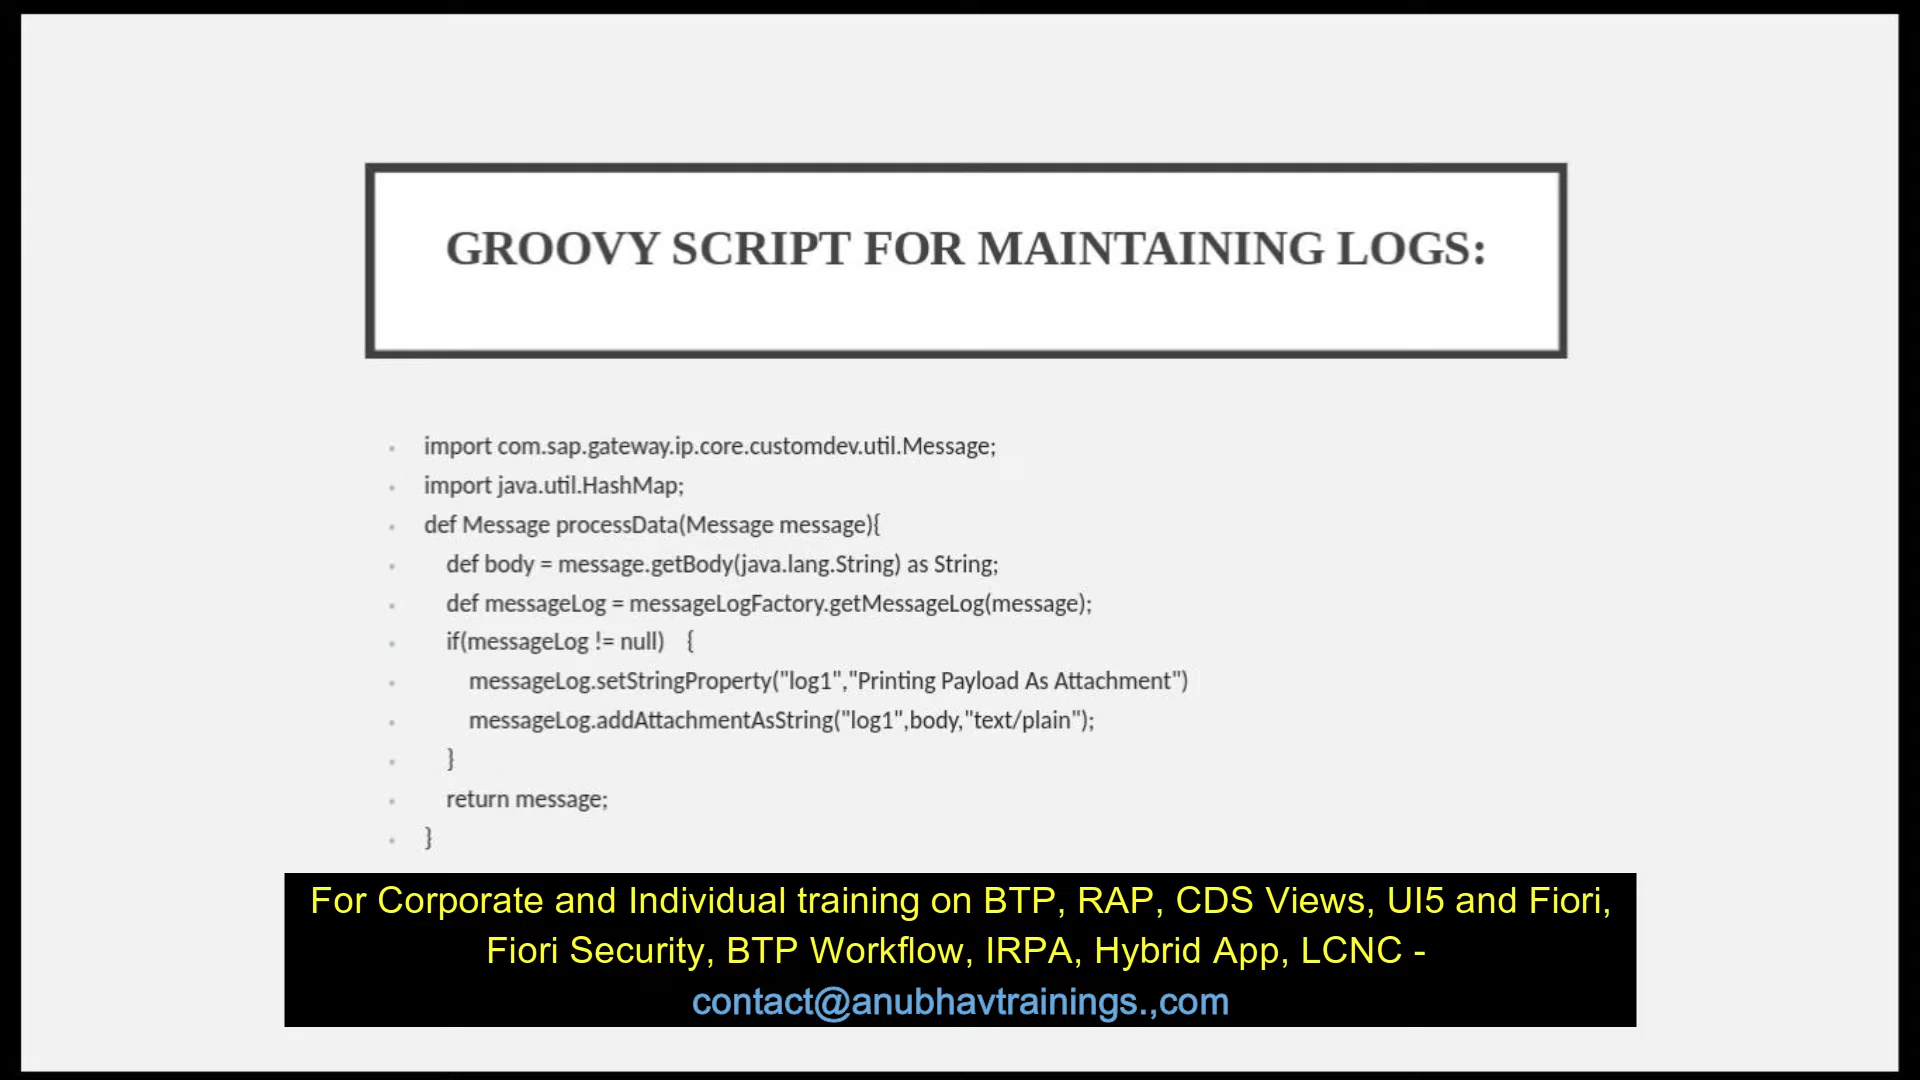 GROOVY SCRIPT FOR MAINTAINING LOGS:
import com.sap.gateway.ip.core.customdev.util.Message;
import java.util.HashMap;
def Message processData(Message message){
def body = message.getBody(java.lang.String) as String;
def messageLog = messageLogFactory.getMessageLog(message);
if(messageLog != null) {
messageLog.setStringProperty("log1","Printing Payload As Attachment")
messageLog.addAttachmentAsString("log1",body,"text/plain");
}
return message;
}
For Corporate and Individual training on BTP, RAP, CDS Views, UI5 and Fiori,
Fiori Security, BTP Workflow, IRPA, Hybrid App, LCNC -
contact@anubhavtrainings.,com